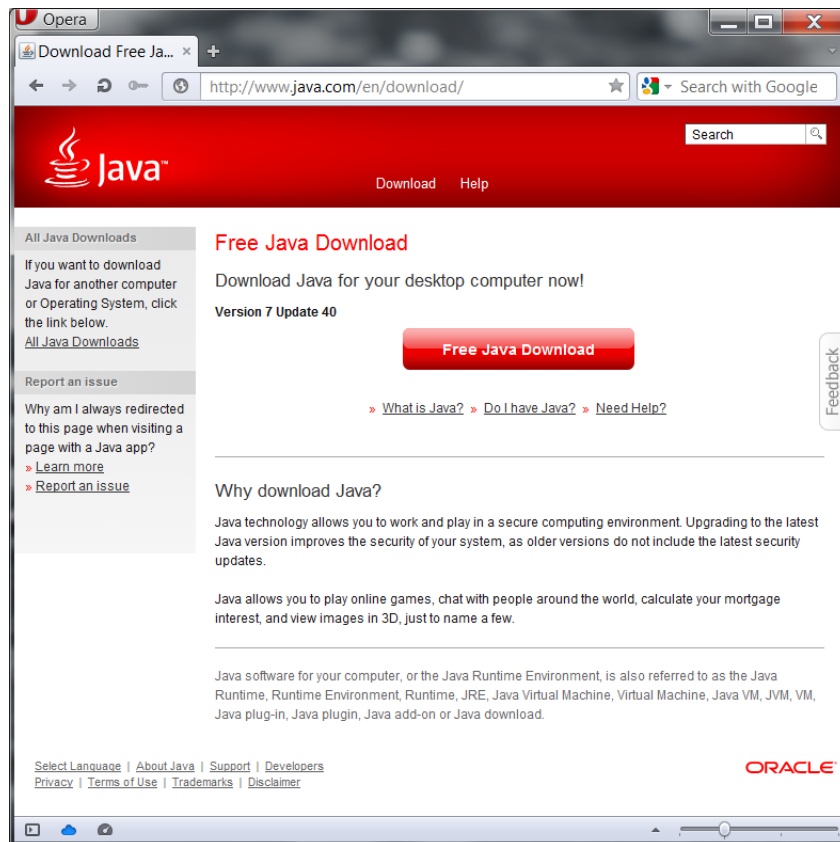 Opera
Download Free Ja...
http://www.java.com/en/download/
Search with Google
Search
Java™
Download Help
All Java Downloads
If you want to download
Java for another computer
or Operating System, click
the link below.
All Java Downloads
Report an issue
Why am I always redirected
to this page when visiting a
page with a Java app?
» Learn more
» Report an issue
Free Java Download
Download Java for your desktop computer now!
Version 7 Update 40
Free Java Download
» What is Java? » Do I have Java? » Need Help?
Feedback
Why download Java?
Java technology allows you to work and play in a secure computing environment. Upgrading to the latest
Java version improves the security of your system, as older versions do not include the latest security
updates.
Java allows you to play online games, chat with people around the world, calculate your mortgage
interest, and view images in 3D, just to name a few.
Java software for your computer, or the Java Runtime Environment, is also referred to as the Java
Runtime, Runtime Environment, Runtime, JRE, Java Virtual Machine, Virtual Machine, Java VM, JVM, VM,
Java plug-in, Java plugin, Java add-on or Java download.
Select Language | About Java | Support | Developers
Privacy | Terms of Use | Trademarks | Disclaimer
ORACLE